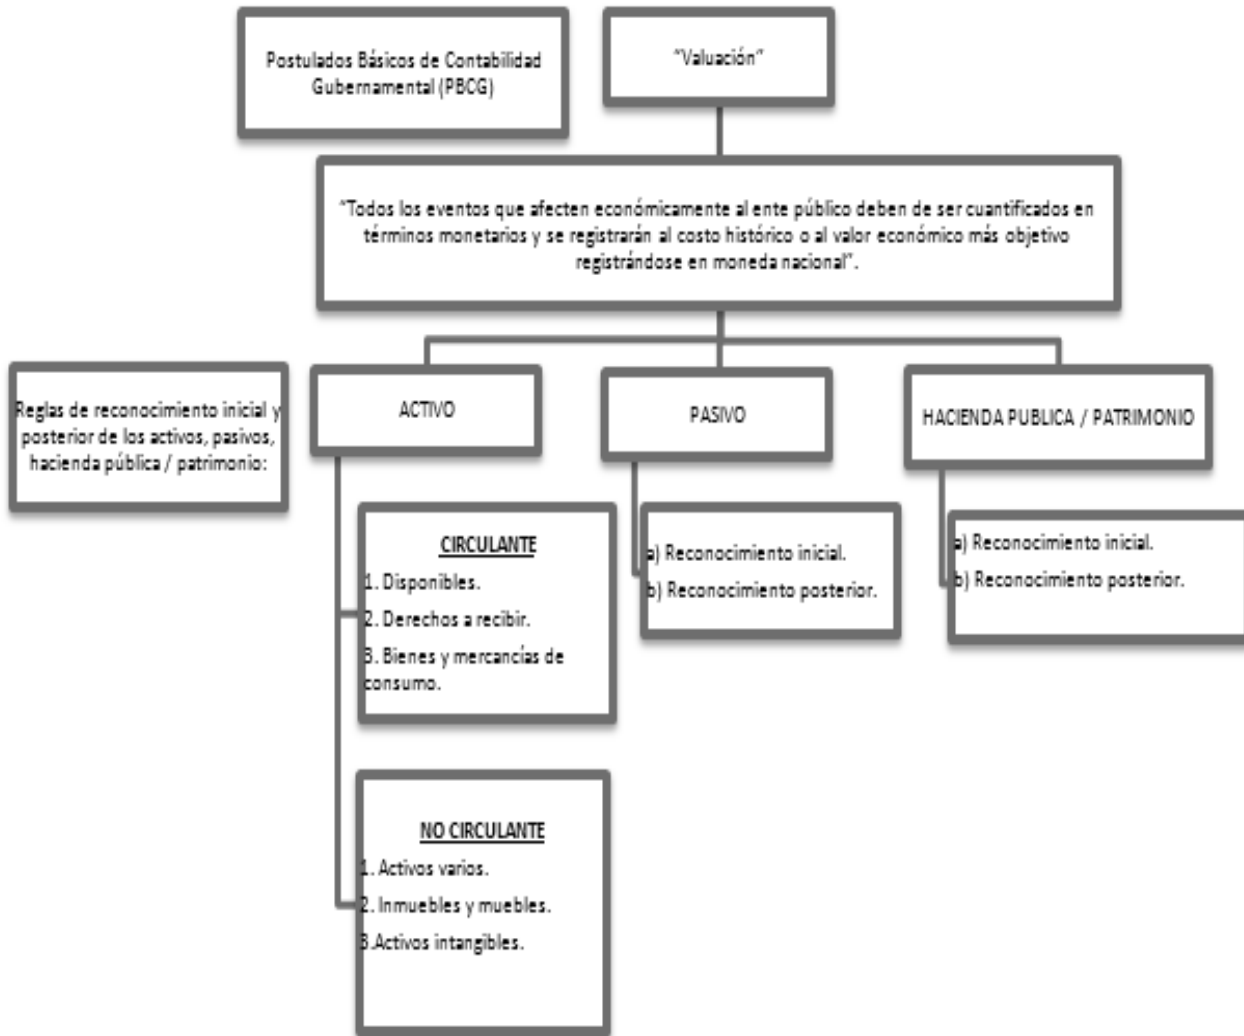 Postulados Básicos de Contabilidad
Gubernamental (PBCG)
“Valuación”
“Todos los eventos que afecten económicamente al ente público deben de ser cuantificados en
términos monetarios y se registrarán al costo histórico o al valor económico más objetivo
registrándose en moneda nacional”.
Reglas de reconocimiento inicial y
posterior de los activos, pasivos,
hacienda pública / patrimonio:
ACTIVO
PASIVO
HACIENDA PUBLICA / PATRIMONIO
CIRCULANTE
1. Disponibles.
2. Derechos a recibir.
3. Bienes y mercancías de
consumo.
a) Reconocimiento inicial.
b) Reconocimiento posterior.
a) Reconocimiento inicial.
b) Reconocimiento posterior.
NO CIRCULANTE
1. Activos varios.
2. Inmuebles y muebles.
3.Activos intangibles.